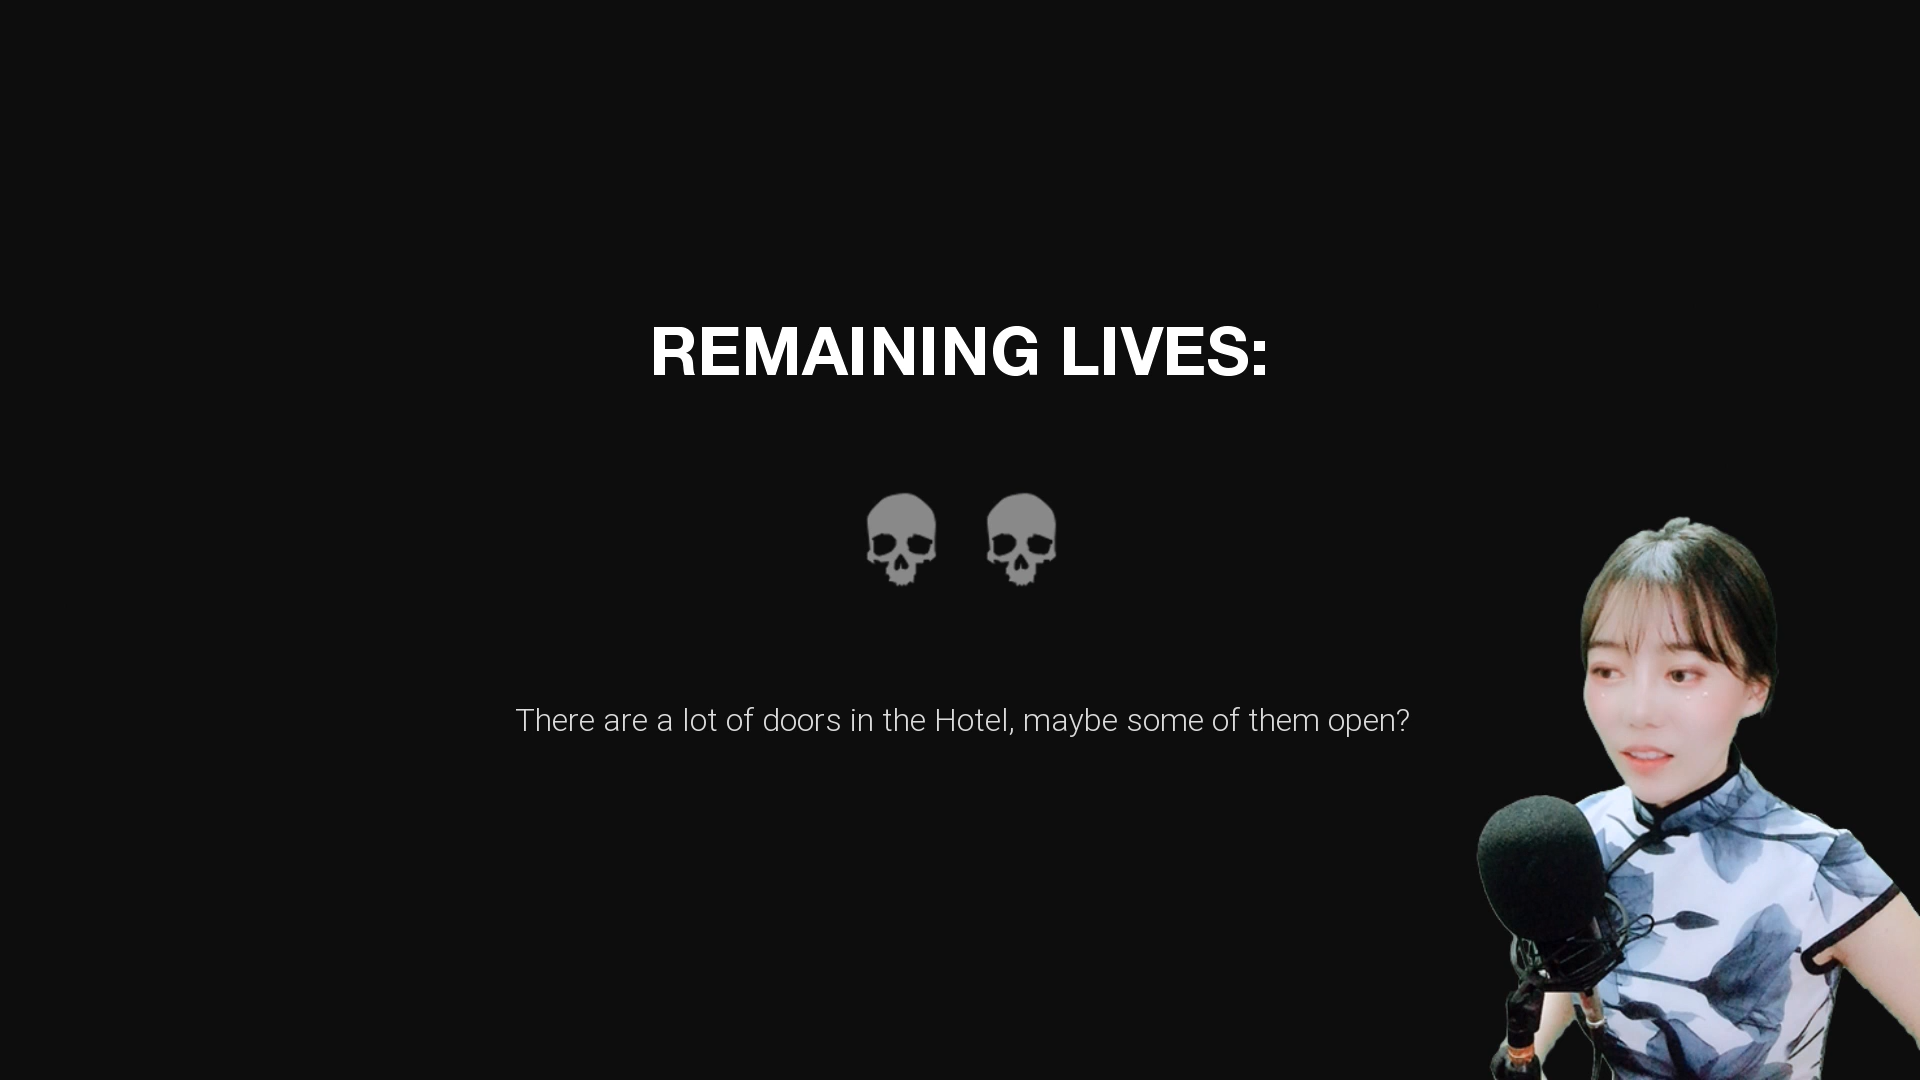 REMAINING LIVES:
There are a lot of doors in the Hotel, maybe some of them open?